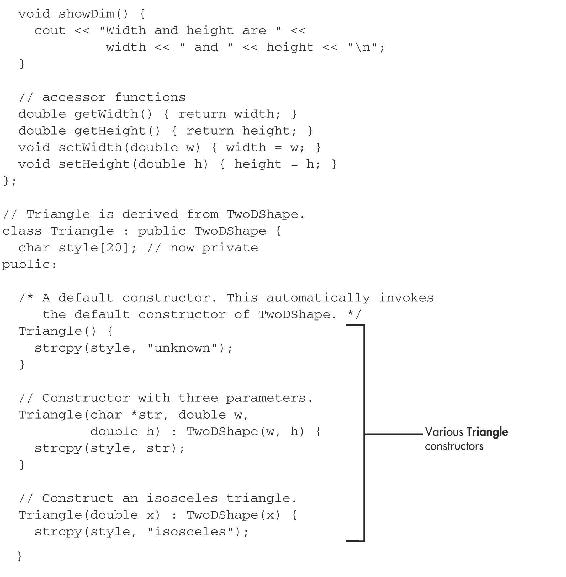 void showDim() {
cout << "Width and height are " <<
width << " and " << height << "\n";
}
// accessor functions
double getWidth() { return width; }
double getHeight() { return height; }
void setWidth(double w) { width = w; }
void setHeight(double h) { height = h; }
};
// Triangle is derived from TwoDShape.
class Triangle : public TwoDShape {
char style[20]; // now private
public:
/* A default constructor. This automatically invokes
the default constructor of TwoDShape. */
Triangle() {
strcpy(style, "unknown");
}
// Constructor with three parameters.
Triangle(char *str, double w,
double h) : TwoDShape(w, h) {
strcpy(style, str);
}
// Construct an isosceles triangle.
Triangle(double x) : TwoDShape(x) {
strcpy(style, "isosceles");
}
Various Triangle
constructors